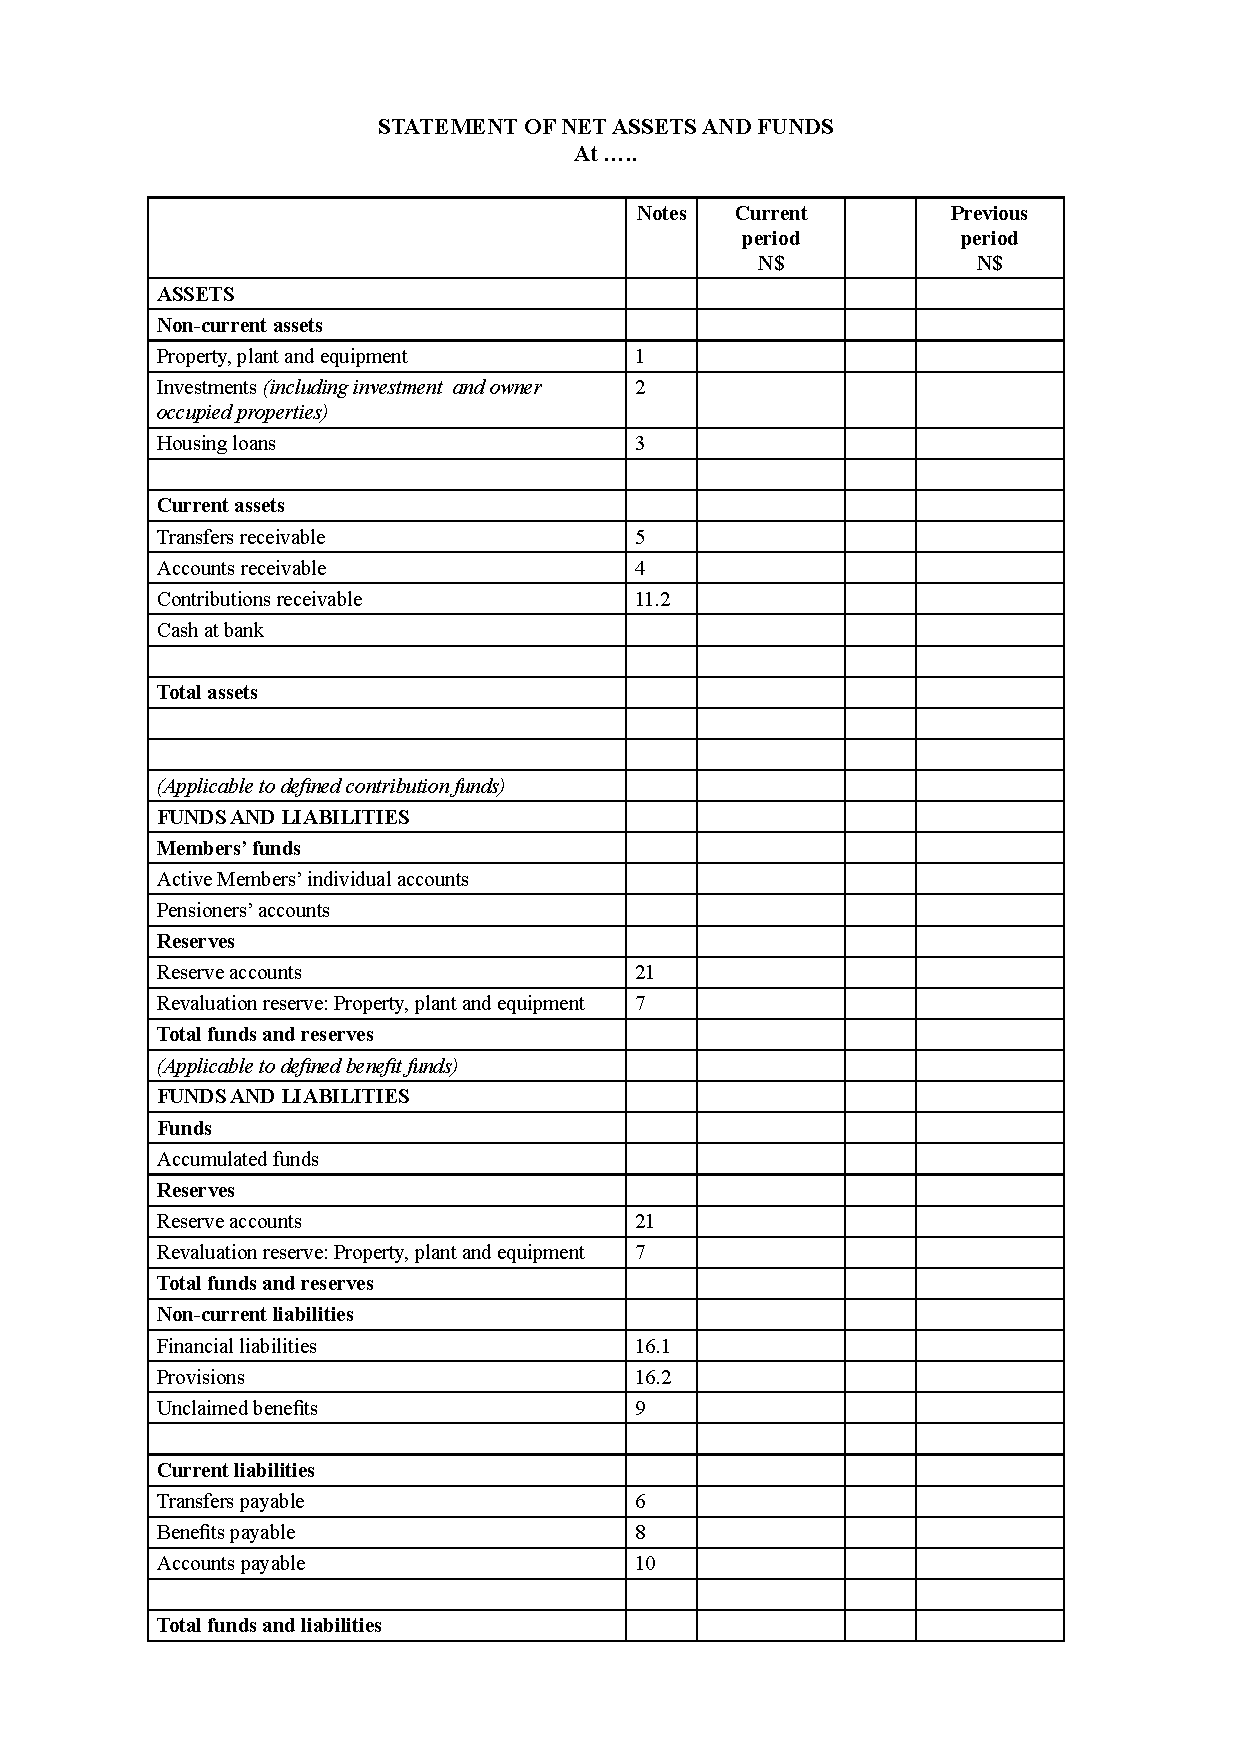 STATEMENT OF NET ASSETS AND FUNDS
At …..
Notes Current period N$ Previous period N$
ASSETS
Non-current assets
Property, plant and equipment 1
Investments (including investment and owner occupied properties) 2
Housing loans 3
Current assets
Transfers receivable 5
Accounts receivable 4
Contributions receivable 11.2
Cash at bank
Total assets
(Applicable to defined contribution funds)
FUNDS AND LIABILITIES
Members’ funds
Active Members’ individual accounts
Pensioners’ accounts
Reserves
Reserve accounts 21
Revaluation reserve: Property, plant and equipment 7
Total funds and reserves
(Applicable to defined benefit funds)
FUNDS AND LIABILITIES
Funds
Accumulated funds
Reserves
Reserve accounts 21
Revaluation reserve: Property, plant and equipment 7
Total funds and reserves
Non-current liabilities
Financial liabilities 16.1
Provisions 16.2
Unclaimed benefits 9
Current liabilities
Transfers payable 6
Benefits payable 8
Accounts payable 10
Total funds and liabilities